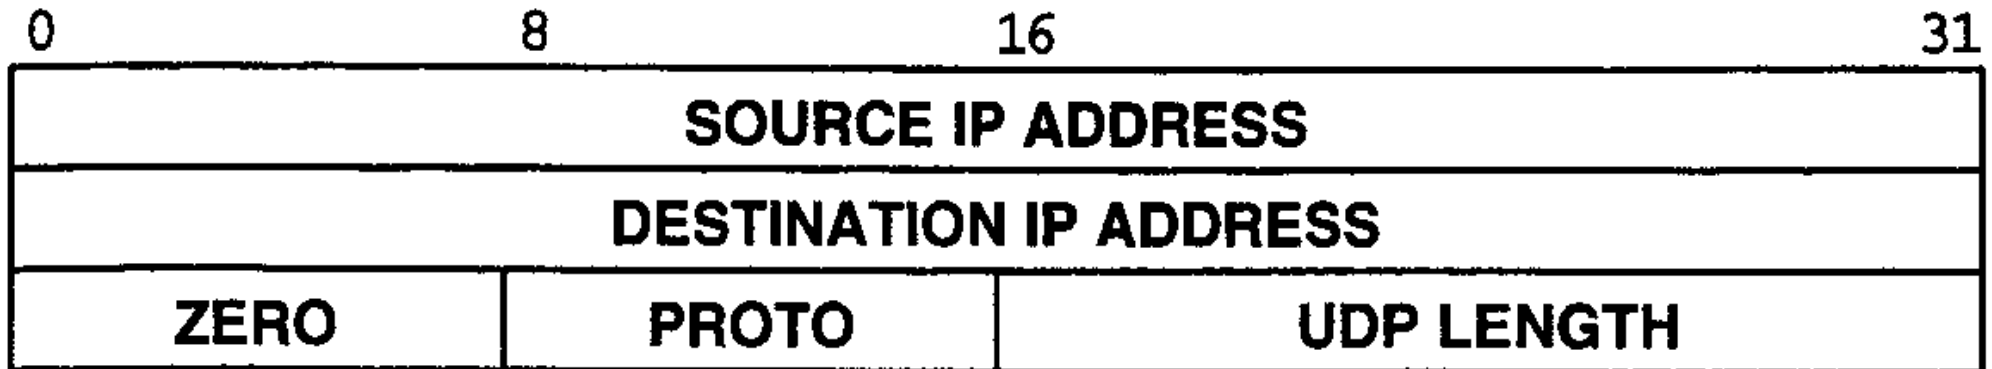 0 8 16 31
SOURCE IP ADDRESS
DESTINATION IP ADDRESS
ZERO PROTO UDP LENGTH